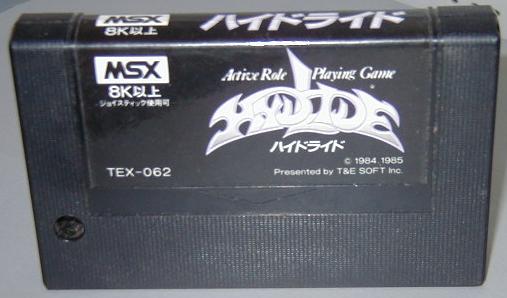 MSX
8K以上
ハイドライド
MSX
8K以上
ジョイスティック使用可
Active Role Playing Game
HYDLIDE
ハイドライド
© 1984,1985
TEX-062
Presented by T&E SOFT Inc.